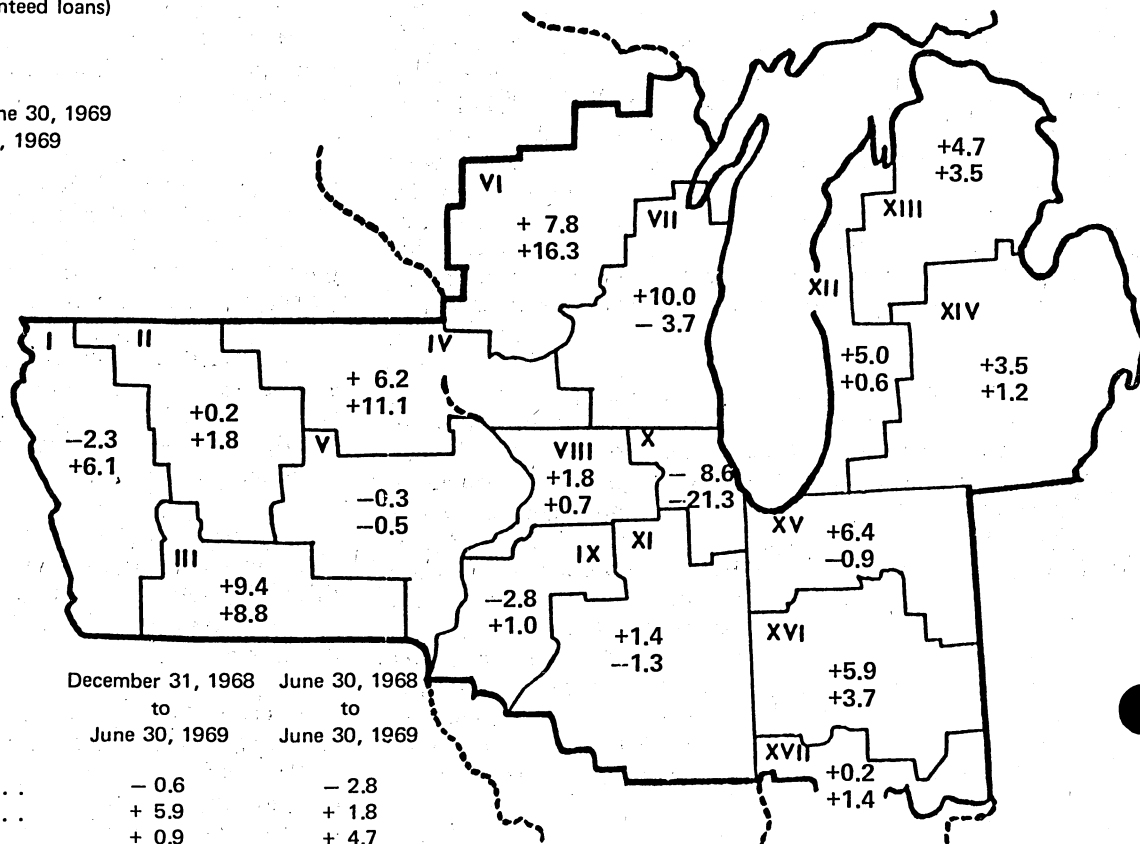 nteed loans)
ne 30, 1969
, 1969
+4.7
+3.5
VI
XIII
VII
+ 7.8
+16.3
XII
+10.0
– 3.7
XIV
I
II
IV
+5.0
+0.6
+3.5
+1.2
+ 6.2
+11.1
+0.2
+1.8
–2.3
+6.1
V
VIII
X
+1.8
+0.7
– 8.6
–21.3
–0.3
–0.5
XV
+6.4
–0.9
III
IX
XI
+9.4
+8.8
–2.8
+1.0
+1.4
–1.3
XVI
+5.9
+3.7
XVII
+0.2
+1.4
December 31, 1968 June 30, 1968
to to
June 30, 1969 June 30, 1969
. . – 0.6 – 2.8
. . + 5.9 + 1.8
+ 0.9 + 4.7